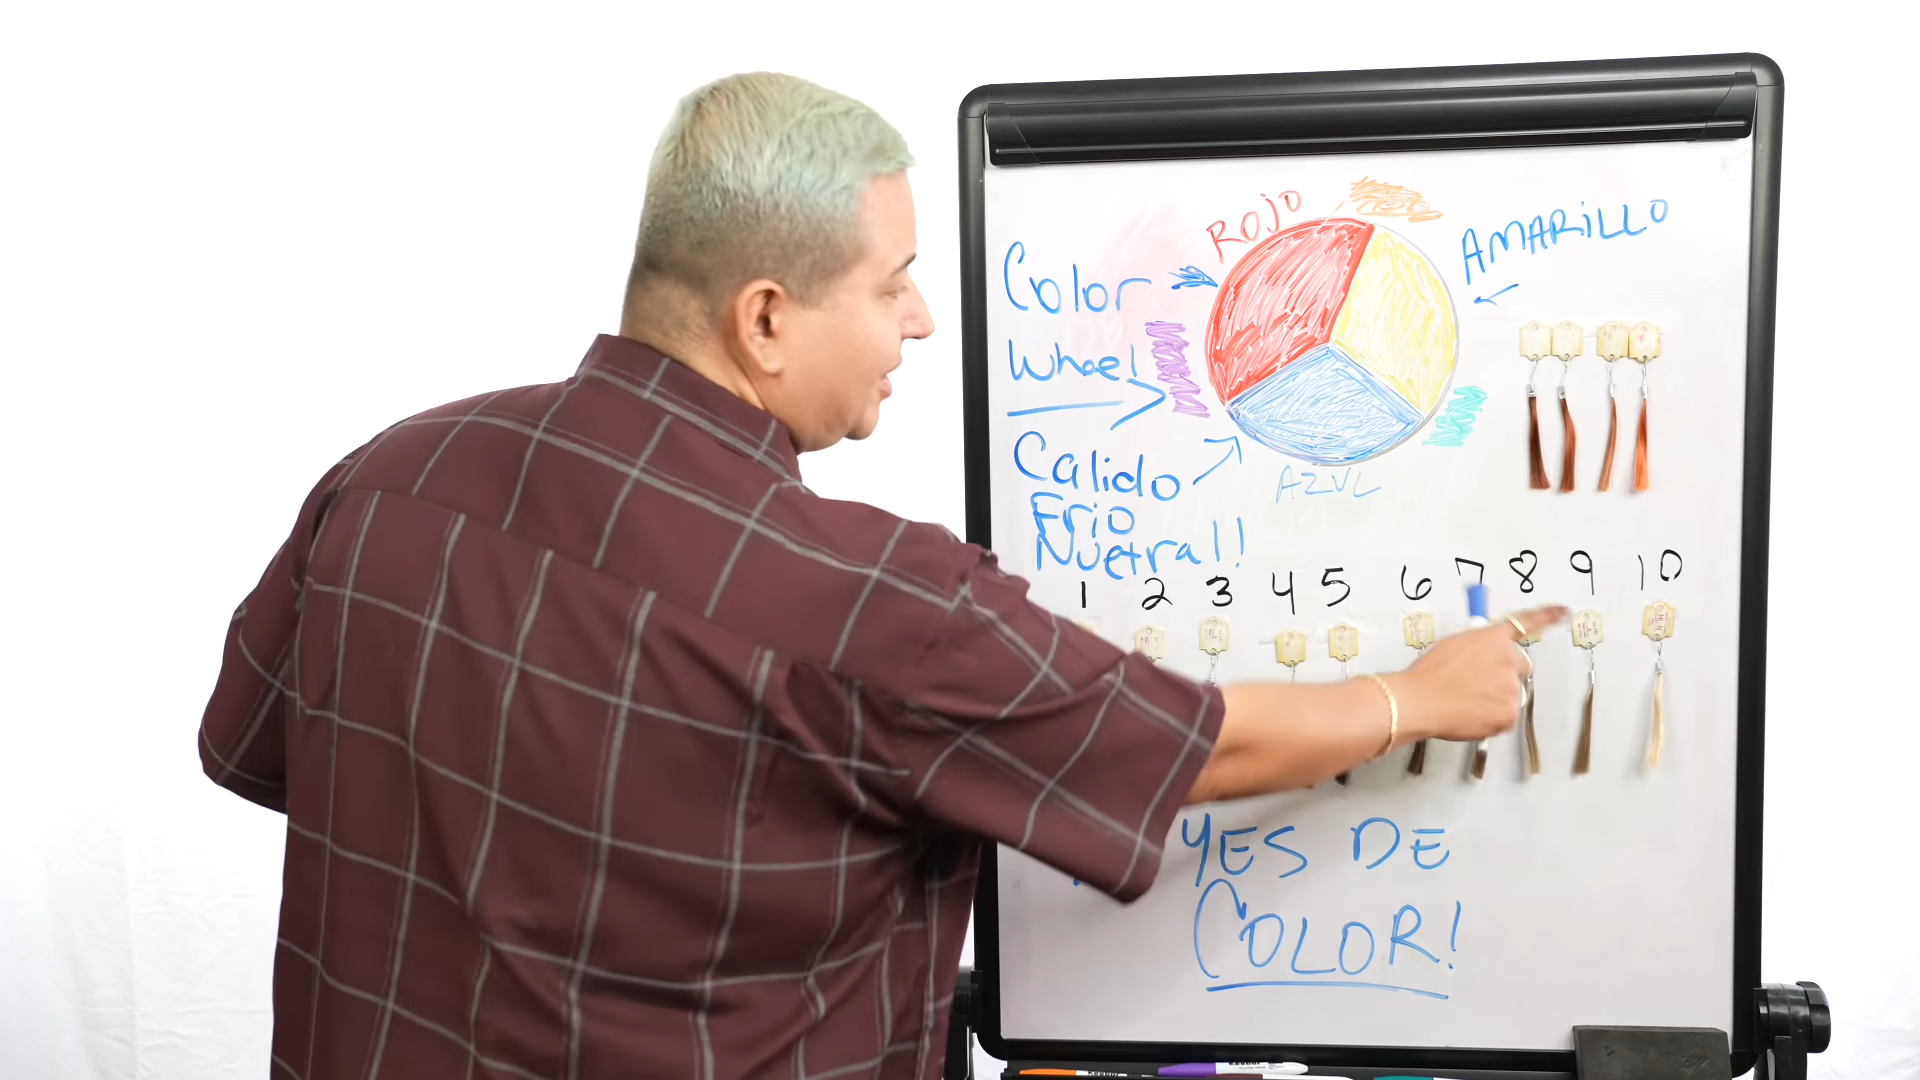 ROJO
AMARILLO
Color
Wheel
Calido
Frio
Nuetral!!
AZUL
1 2 3 4 5 6 7 8 9 10
YES DE
COLOR!